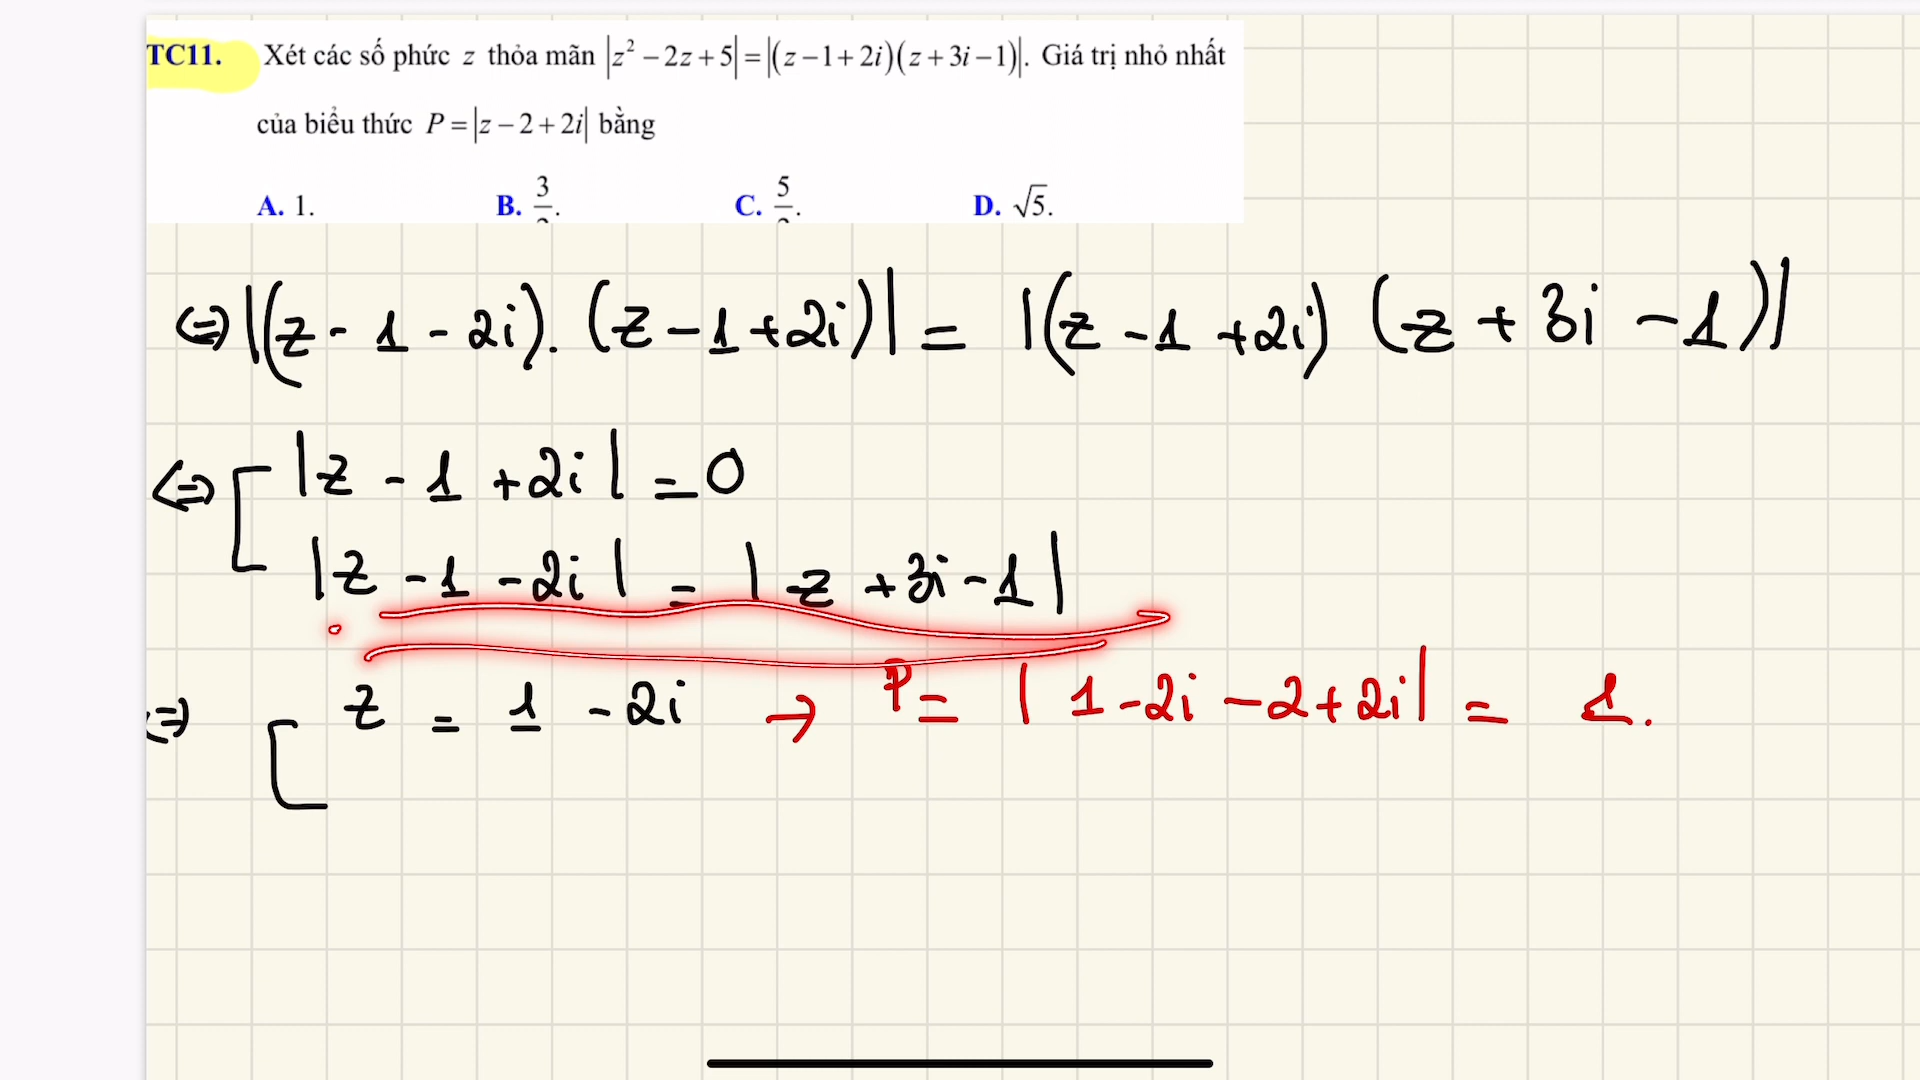 TC11. Xét các số phức z thỏa mãn |z² − 2z + 5| = |(z − 1 + 2i)(z + 3i − 1)|. Giá trị nhỏ nhất
của biểu thức P = |z − 2 + 2i| bằng
A. 1. B. 3/. C. 5/. D. √5.
⇔ |(z - 1 - 2i). (z - 1 + 2i)| = |(z - 1 + 2i) (z + 3i - 1)|
⇔ [ |z - 1 + 2i| = 0
|z - 1 - 2i| = |z + 3i - 1|
⇔ [ z = 1 - 2i → P = |1 - 2i - 2 + 2i| = 1.